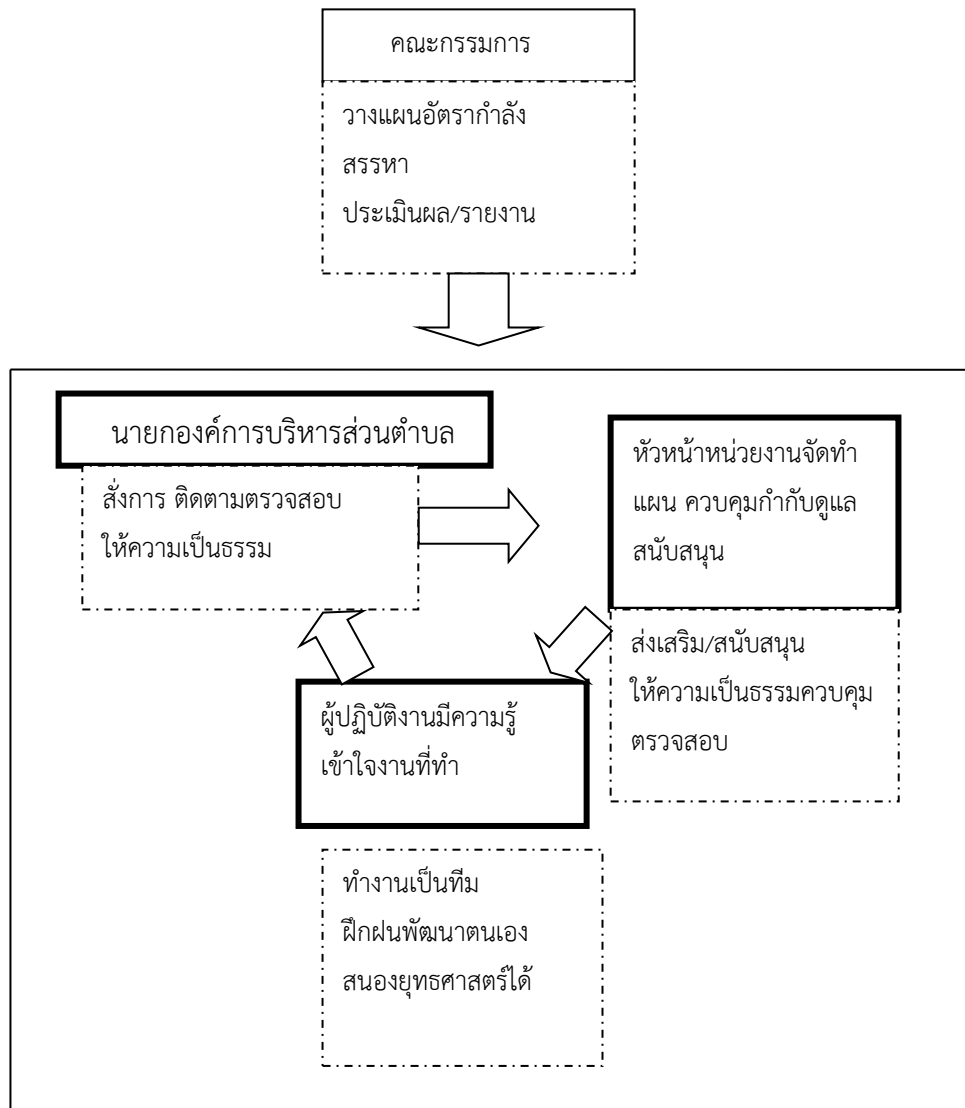 คณะกรรมการ
วางแผนอัตรากำลัง
สรรหา
ประเมินผล/รายงาน
นายกองค์การบริหารส่วนตำบล
สั่งการ ติดตามตรวจสอบ
ให้ความเป็นธรรม
หัวหน้าหน่วยงานจัดทำ
แผน ควบคุมกำกับดูแล
สนับสนุน
ส่งเสริม/สนับสนุน
ให้ความเป็นธรรมควบคุม
ตรวจสอบ
ผู้ปฏิบัติงานมีความรู้
เข้าใจงานที่ทำ
ทำงานเป็นทีม
ฝึกฝนพัฒนาตนเอง
สนองยุทธศาสตร์ได้